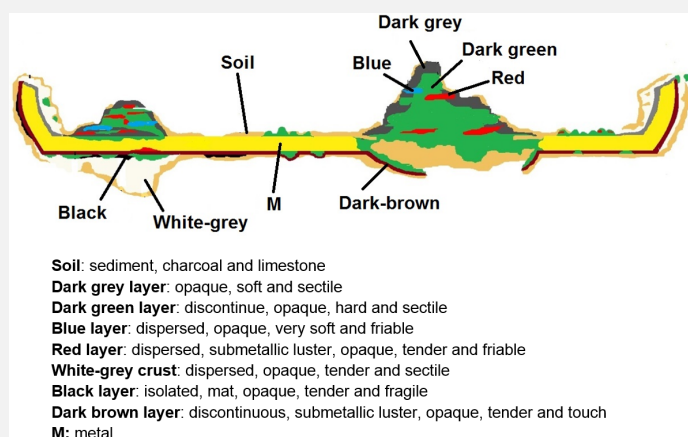 Dark grey
Dark green
Soil
Blue
Red
M
Dark-brown
Black
White-grey
Soil: sediment, charcoal and limestone
Dark grey layer: opaque, soft and sectile
Dark green layer: discontinue, opaque, hard and sectile
Blue layer: dispersed, opaque, very soft and friable
Red layer: dispersed, submetallic luster, opaque, tender and friable
White-grey crust: dispersed, opaque, tender and sectile
Black layer: isolated, mat, opaque, tender and fragile
Dark brown layer: discontinuous, submetallic luster, opaque, tender and touch
M: metal